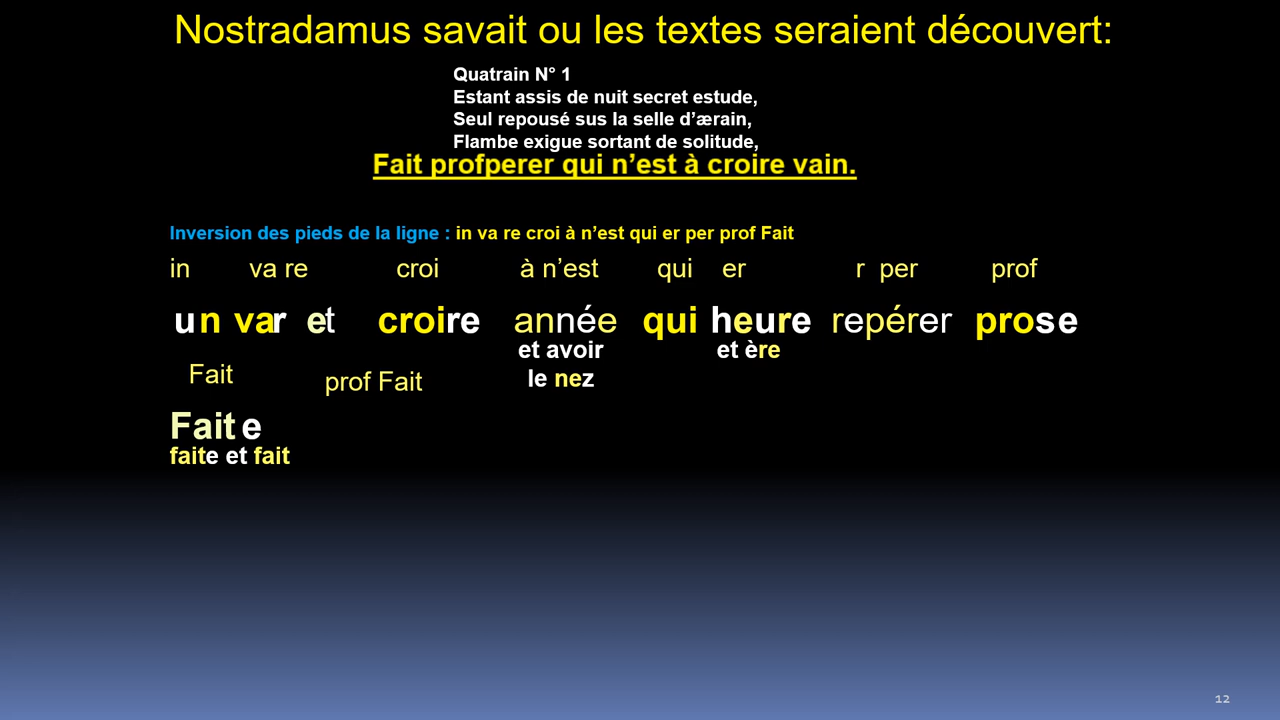 Nostradamus savait ou les textes seraient découvert:
Quatrain N° 1
Estant assis de nuit secret estude,
Seul repousé sus la selle d’ærain,
Flambe exigue sortant de solitude,
Fait profperer qui n’est à croire vain.
Inversion des pieds de la ligne : in va re croi à n’est qui er per prof Fait
in va re croi à n’est qui er r per prof
un var et croire année qui heure repérer prose
et avoir et ère
le nez
Fait prof Fait
Fait e
faite et fait
12